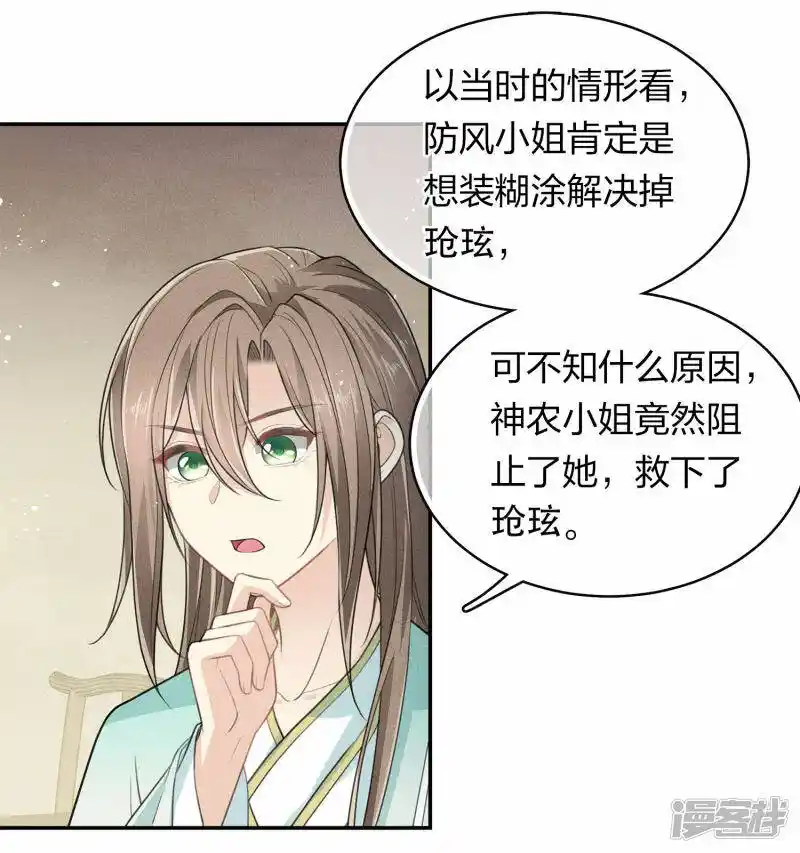 以当时的情形看，
防风小姐肯定是
想装糊涂解决掉
玱玹，
可不知什么原因，
神农小姐竟然阻
止了她，救下了
玱玹。
漫客栈